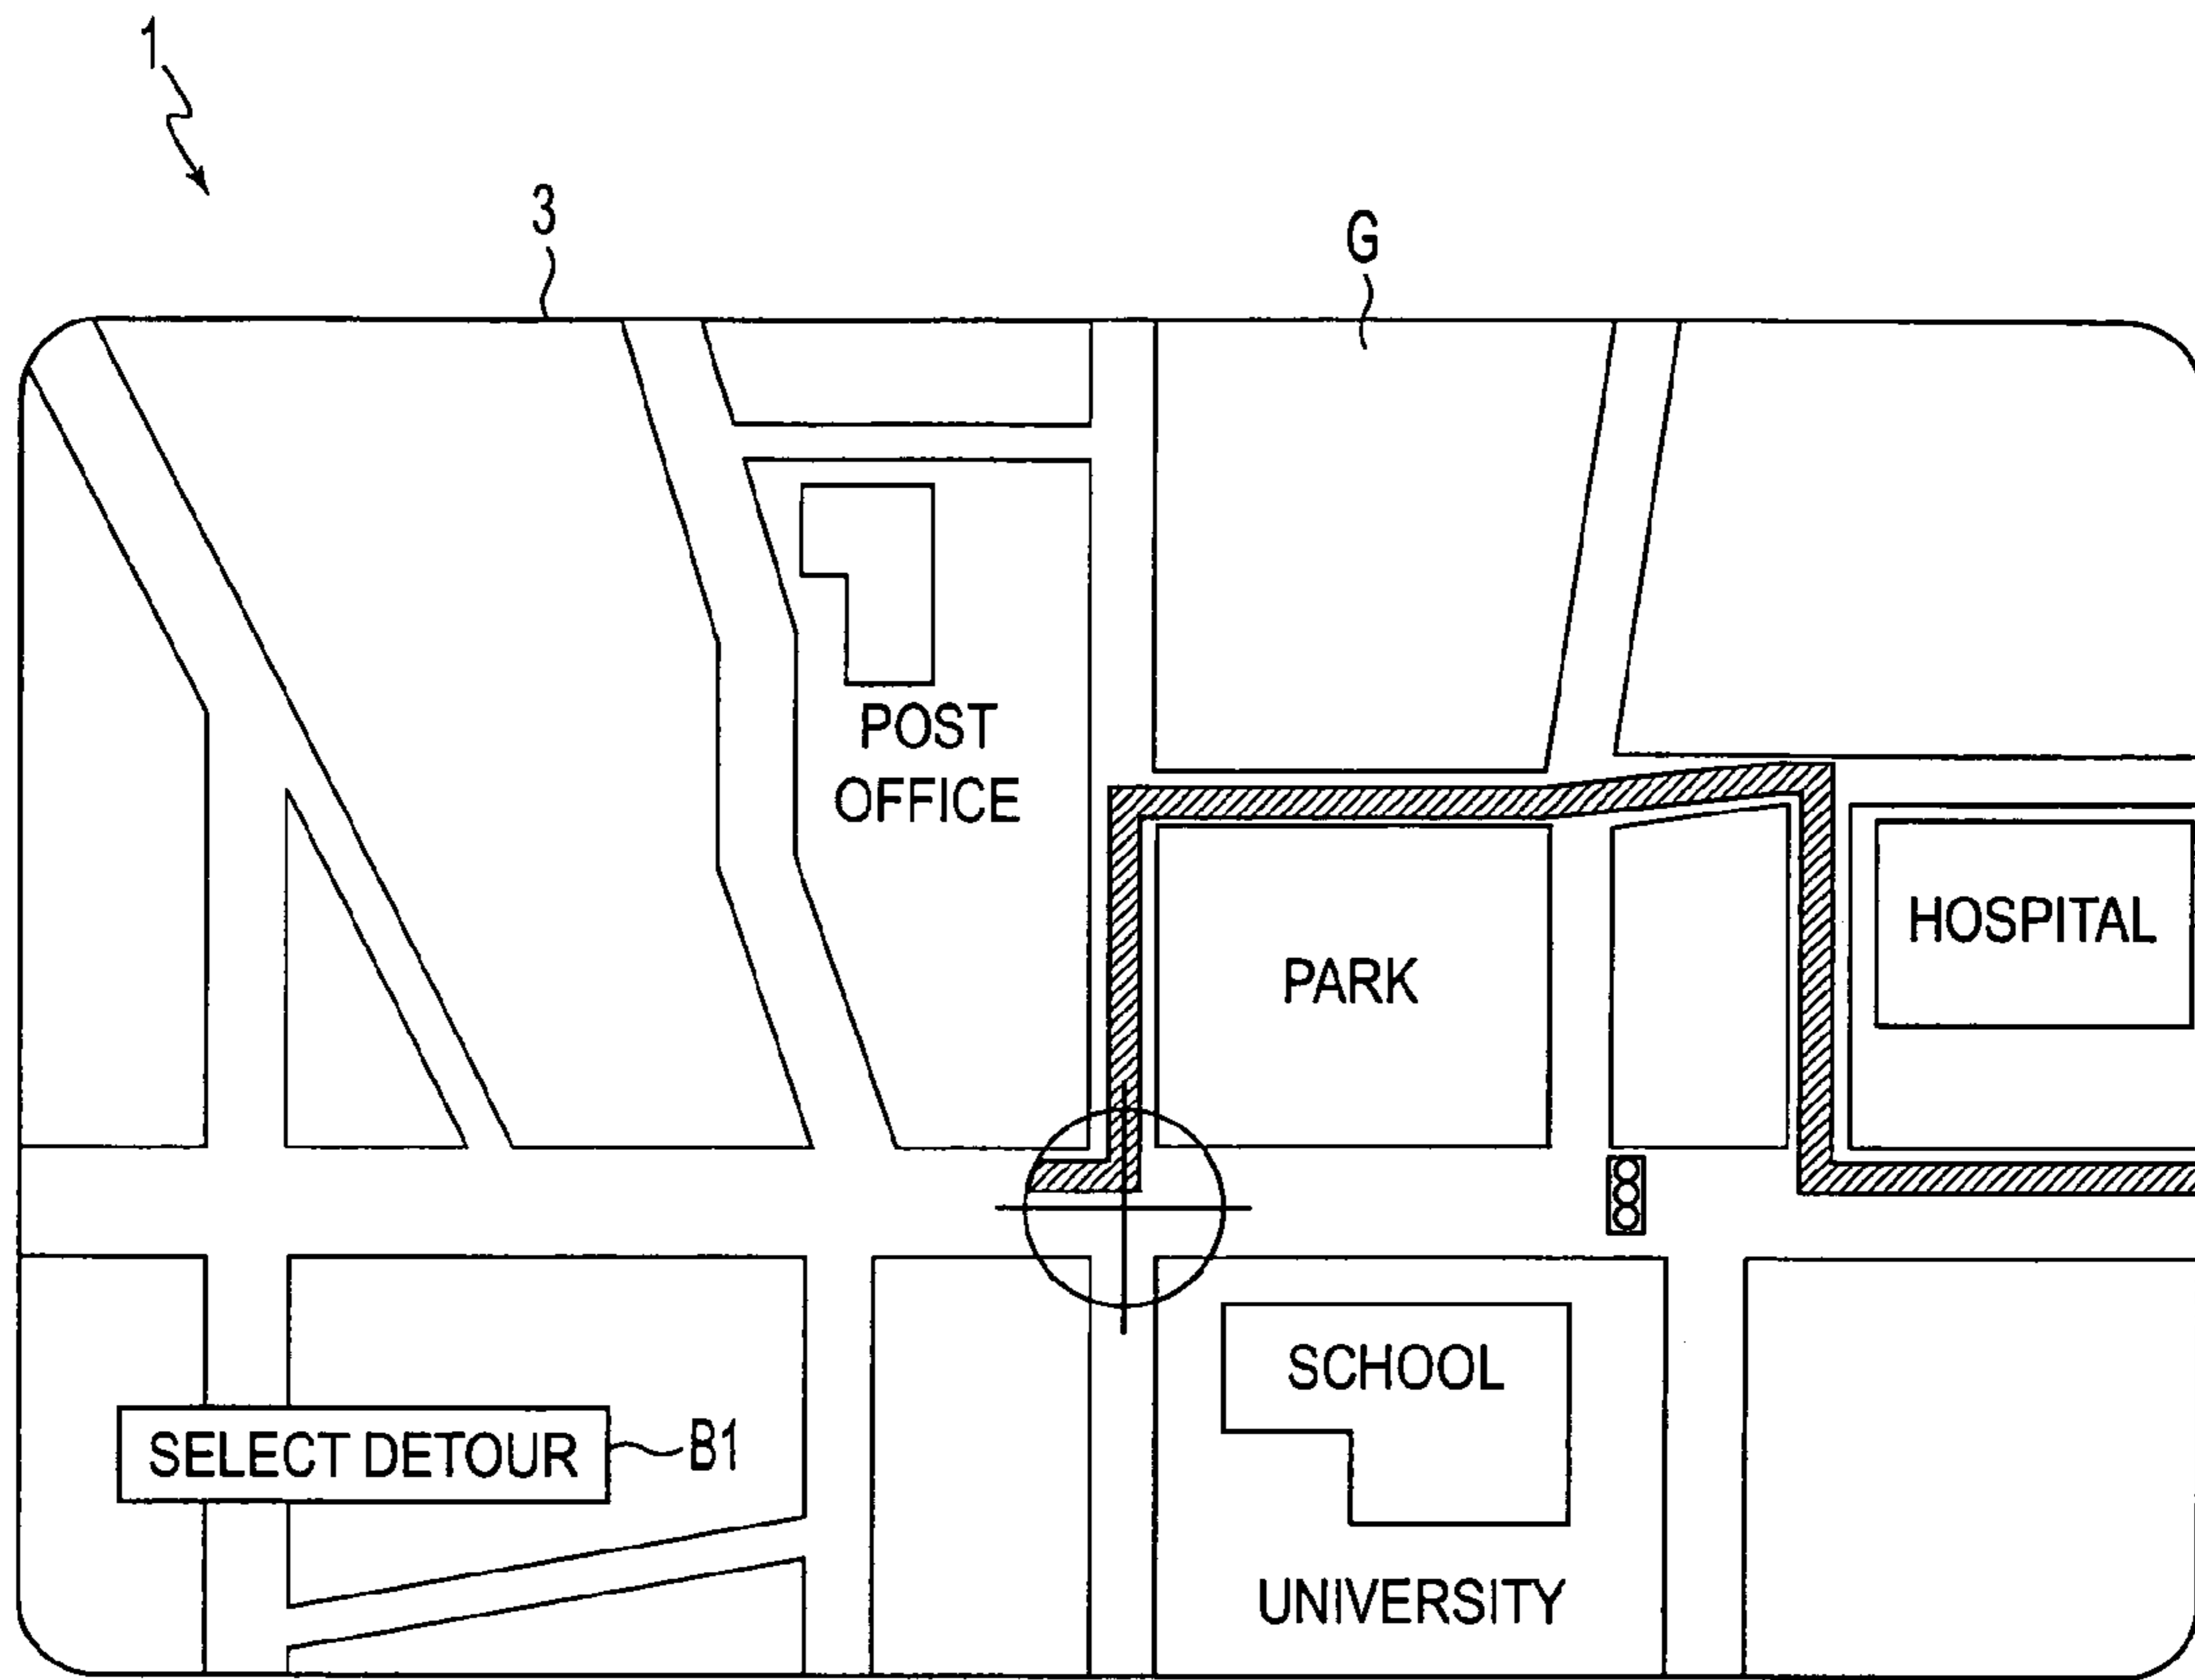 1
3
G
POST
OFFICE
HOSPITAL
PARK
SCHOOL
SELECT DETOUR
B1
UNIVERSITY